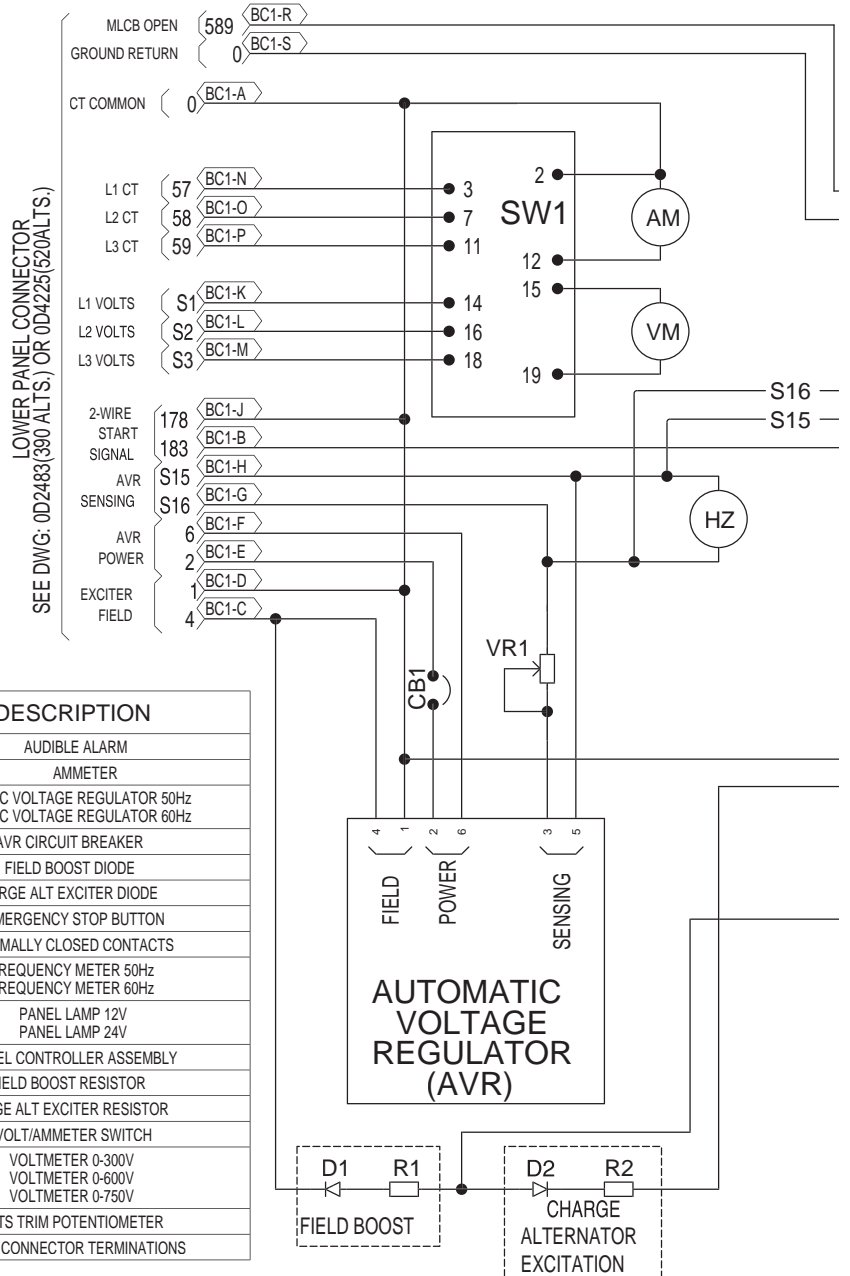 MLCB OPEN 589 BC1-R
GROUND RETURN 0 BC1-S
CT COMMON 0 BC1-A
L1 CT 57 BC1-N
L2 CT 58 BC1-O
L3 CT 59 BC1-P
L1 VOLTS S1 BC1-K
L2 VOLTS S2 BC1-L
L3 VOLTS S3 BC1-M
2-WIRE
START
SIGNAL
178 BC1-J
183 BC1-B
AVR
SENSING
S15 BC1-H
S16 BC1-G
AVR
POWER
6 BC1-F
2 BC1-E
EXCITER
FIELD
1 BC1-D
4 BC1-C
LOWER PANEL CONNECTOR
SEE DWG: 0D2483(390 ALTS.) OR 0D4225(520ALTS.)
SW1
3
7
11
14
16
18
2
12
15
19
AM
VM
S16
S15
HZ
VR1
CB1
4 1 2 6 3 5
FIELD
POWER
SENSING
AUTOMATIC
VOLTAGE
REGULATOR
(AVR)
D1 R1
FIELD BOOST
D2 R2
CHARGE
ALTERNATOR
EXCITATION
DESCRIPTION
AUDIBLE ALARM
AMMETER
C VOLTAGE REGULATOR 50Hz
C VOLTAGE REGULATOR 60Hz
AVR CIRCUIT BREAKER
FIELD BOOST DIODE
RGE ALT EXCITER DIODE
MERGENCY STOP BUTTON
MALLY CLOSED CONTACTS
REQUENCY METER 50Hz
REQUENCY METER 60Hz
PANEL LAMP 12V
PANEL LAMP 24V
EL CONTROLLER ASSEMBLY
IELD BOOST RESISTOR
GE ALT EXCITER RESISTOR
VOLT/AMMETER SWITCH
VOLTMETER 0-300V
VOLTMETER 0-600V
VOLTMETER 0-750V
TS TRIM POTENTIOMETER
CONNECTOR TERMINATIONS